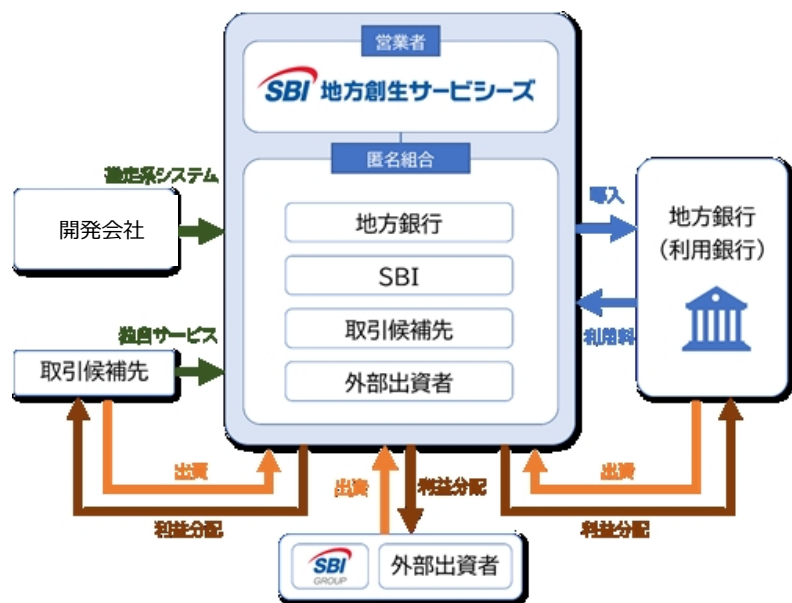 営業者
SBI 地方創生サービシーズ
匿名組合
勘定系システム
開発会社
地方銀行
SBI
取引候補先
外部出資者
導入
地方銀行
(利用銀行)
利用料
独自サービス
取引候補先
出資
利益分配
出資
利益分配
出資
利益分配
SBI
GROUP
外部出資者